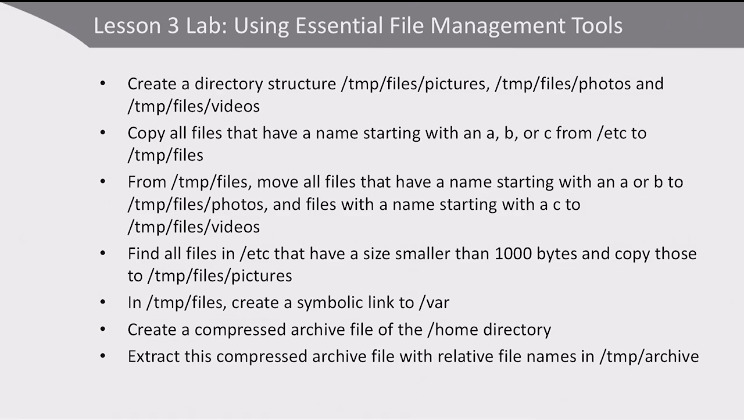 Lesson 3 Lab: Using Essential File Management Tools
• Create a directory structure /tmp/files/pictures, /tmp/files/photos and
/tmp/files/videos
• Copy all files that have a name starting with an a, b, or c from /etc to
/tmp/files
• From /tmp/files, move all files that have a name starting with an a or b to
/tmp/files/photos, and files with a name starting with a c to
/tmp/files/videos
• Find all files in /etc that have a size smaller than 1000 bytes and copy those
to /tmp/files/pictures
• In /tmp/files, create a symbolic link to /var
• Create a compressed archive file of the /home directory
• Extract this compressed archive file with relative file names in /tmp/archive